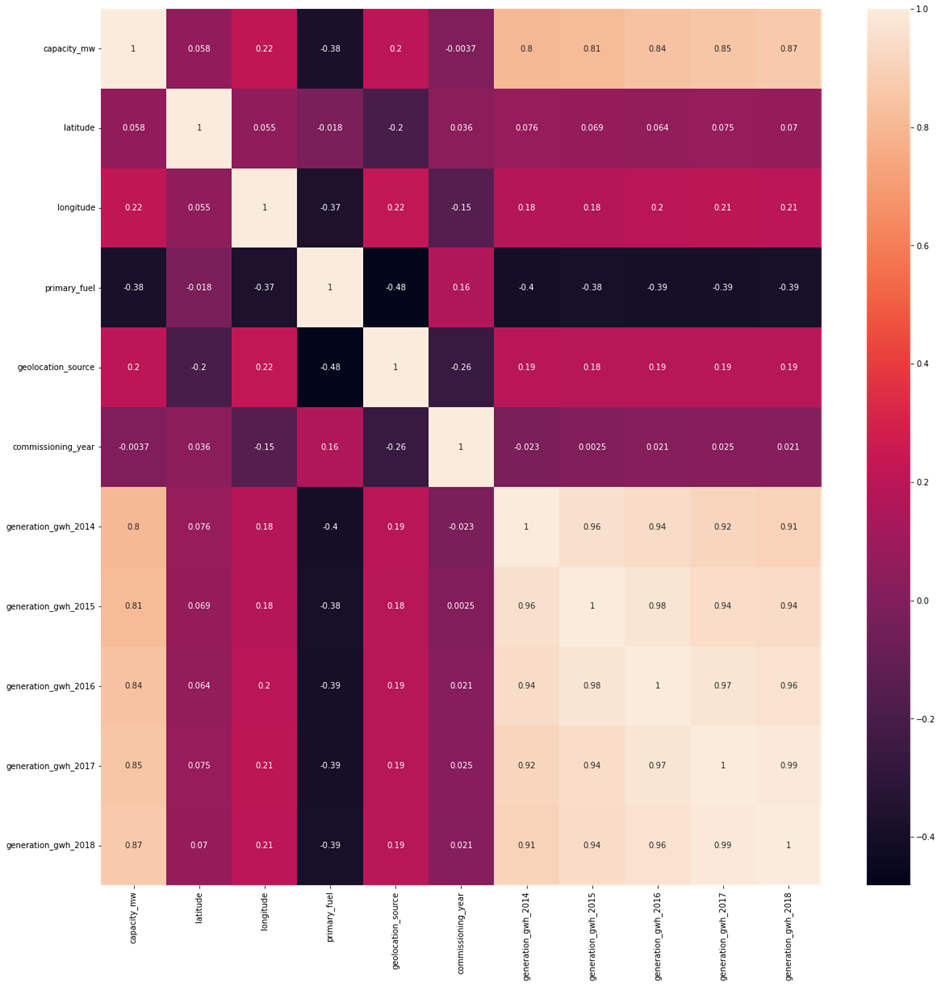 capacity_mw 1 0.058 0.22 -0.38 0.2 -0.0037 0.8 0.81 0.84 0.85 0.87
latitude 0.058 1 0.055 -0.018 -0.2 0.036 0.076 0.069 0.064 0.075 0.07
longitude 0.22 0.055 1 -0.37 0.22 -0.15 0.18 0.18 0.2 0.21 0.21
primary_fuel -0.38 -0.018 -0.37 1 -0.48 0.16 -0.4 -0.38 -0.39 -0.39 -0.39
geolocation_source 0.2 -0.2 0.22 -0.48 1 -0.26 0.19 0.18 0.19 0.19 0.19
commissioning_year -0.0037 0.036 -0.15 0.16 -0.26 1 -0.023 0.0025 0.021 0.025 0.021
generation_gwh_2014 0.8 0.076 0.18 -0.4 0.19 -0.023 1 0.96 0.94 0.92 0.91
generation_gwh_2015 0.81 0.069 0.18 -0.38 0.18 0.0025 0.96 1 0.98 0.94 0.94
generation_gwh_2016 0.84 0.064 0.2 -0.39 0.19 0.021 0.94 0.98 1 0.97 0.96
generation_gwh_2017 0.85 0.075 0.21 -0.39 0.19 0.025 0.92 0.94 0.97 1 0.99
generation_gwh_2018 0.87 0.07 0.21 -0.39 0.19 0.021 0.91 0.94 0.96 0.99 1
capacity_mw
latitude
longitude
primary_fuel
geolocation_source
commissioning_year
generation_gwh_2014
generation_gwh_2015
generation_gwh_2016
generation_gwh_2017
generation_gwh_2018
1.0
0.8
0.6
0.4
0.2
0.0
−0.2
−0.4